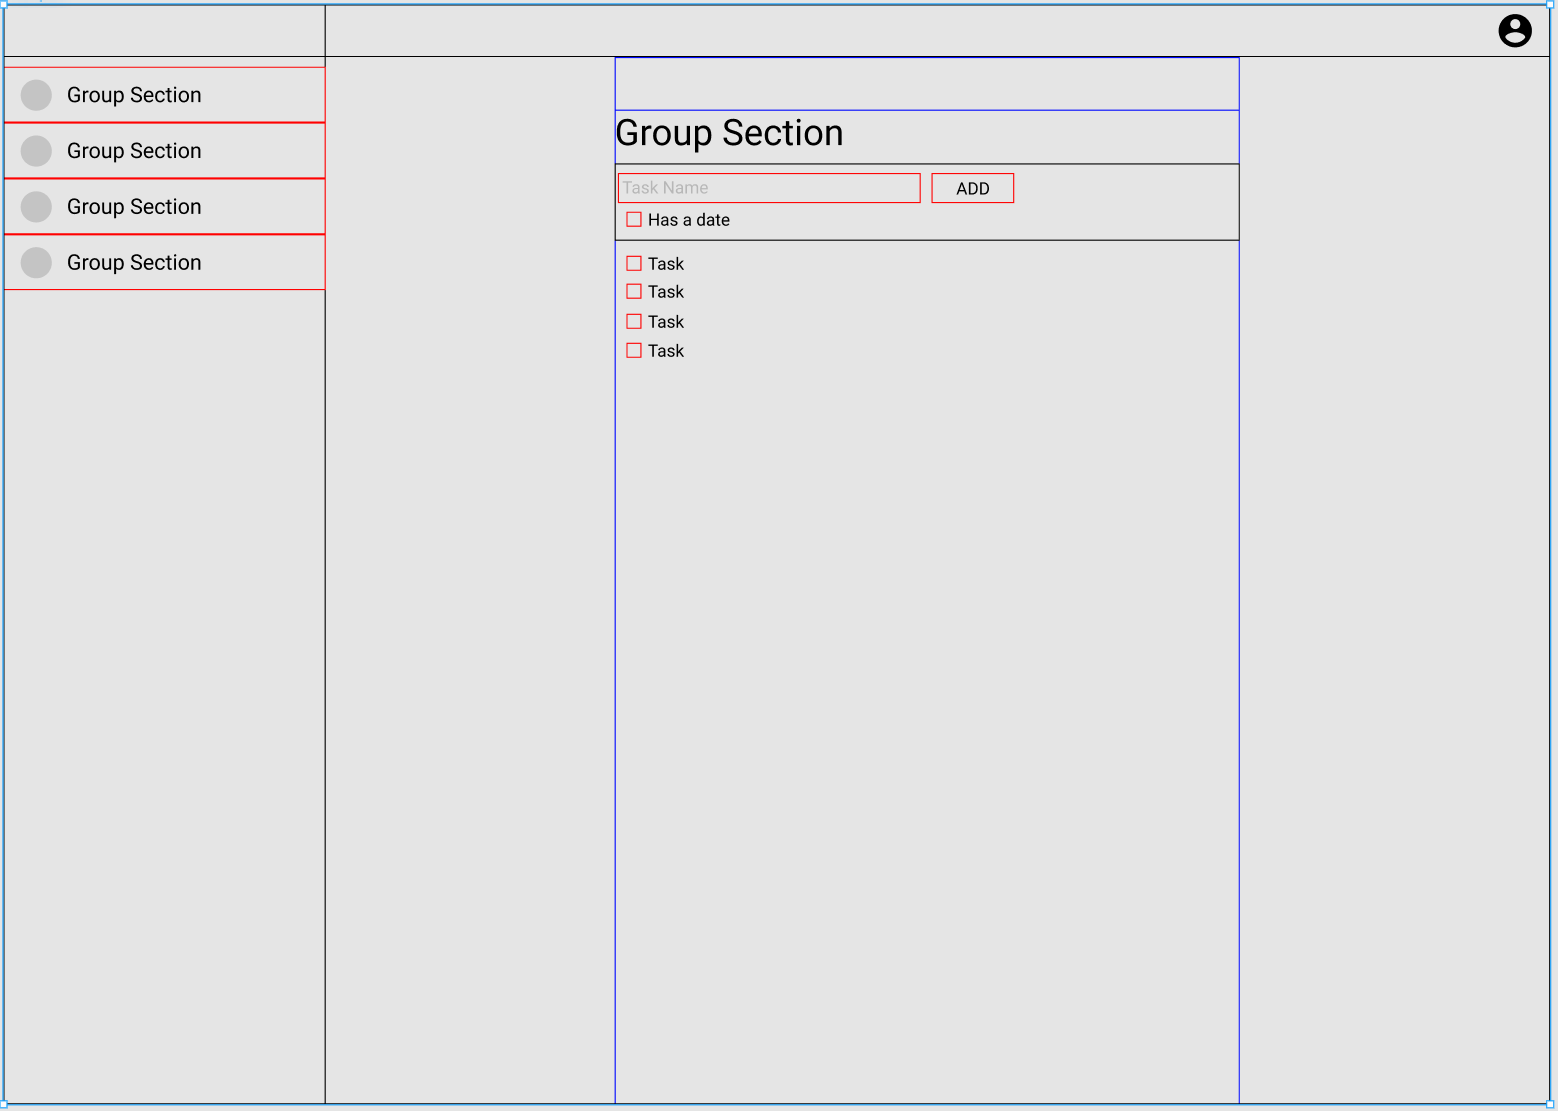 Group Section
Group Section
Group Section
Group Section
Group Section
Task Name
ADD
Has a date
Task
Task
Task
Task